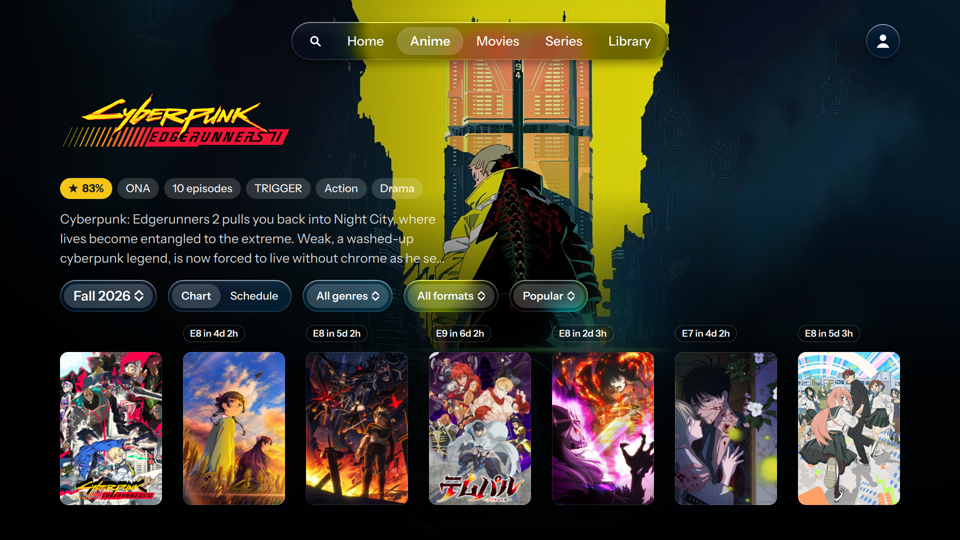 Home
Anime
Movies
Series
Library
94
Cyberpunk
EDGERUNNERS
★ 83%
ONA
10 episodes
TRIGGER
Action
Drama
Cyberpunk: Edgerunners 2 pulls you back into Night City, where
lives become entangled to the extreme. Weak, a washed-up
cyberpunk legend, is now forced to live without chrome as he se...
Fall 2026
Chart
Schedule
All genres
All formats
Popular
E8 in 4d 2h
E8 in 5d 2h
E9 in 6d 2h
E8 in 2d 3h
E7 in 4d 2h
E8 in 5d 3h
Cyberpunk
EDGERUNNERS